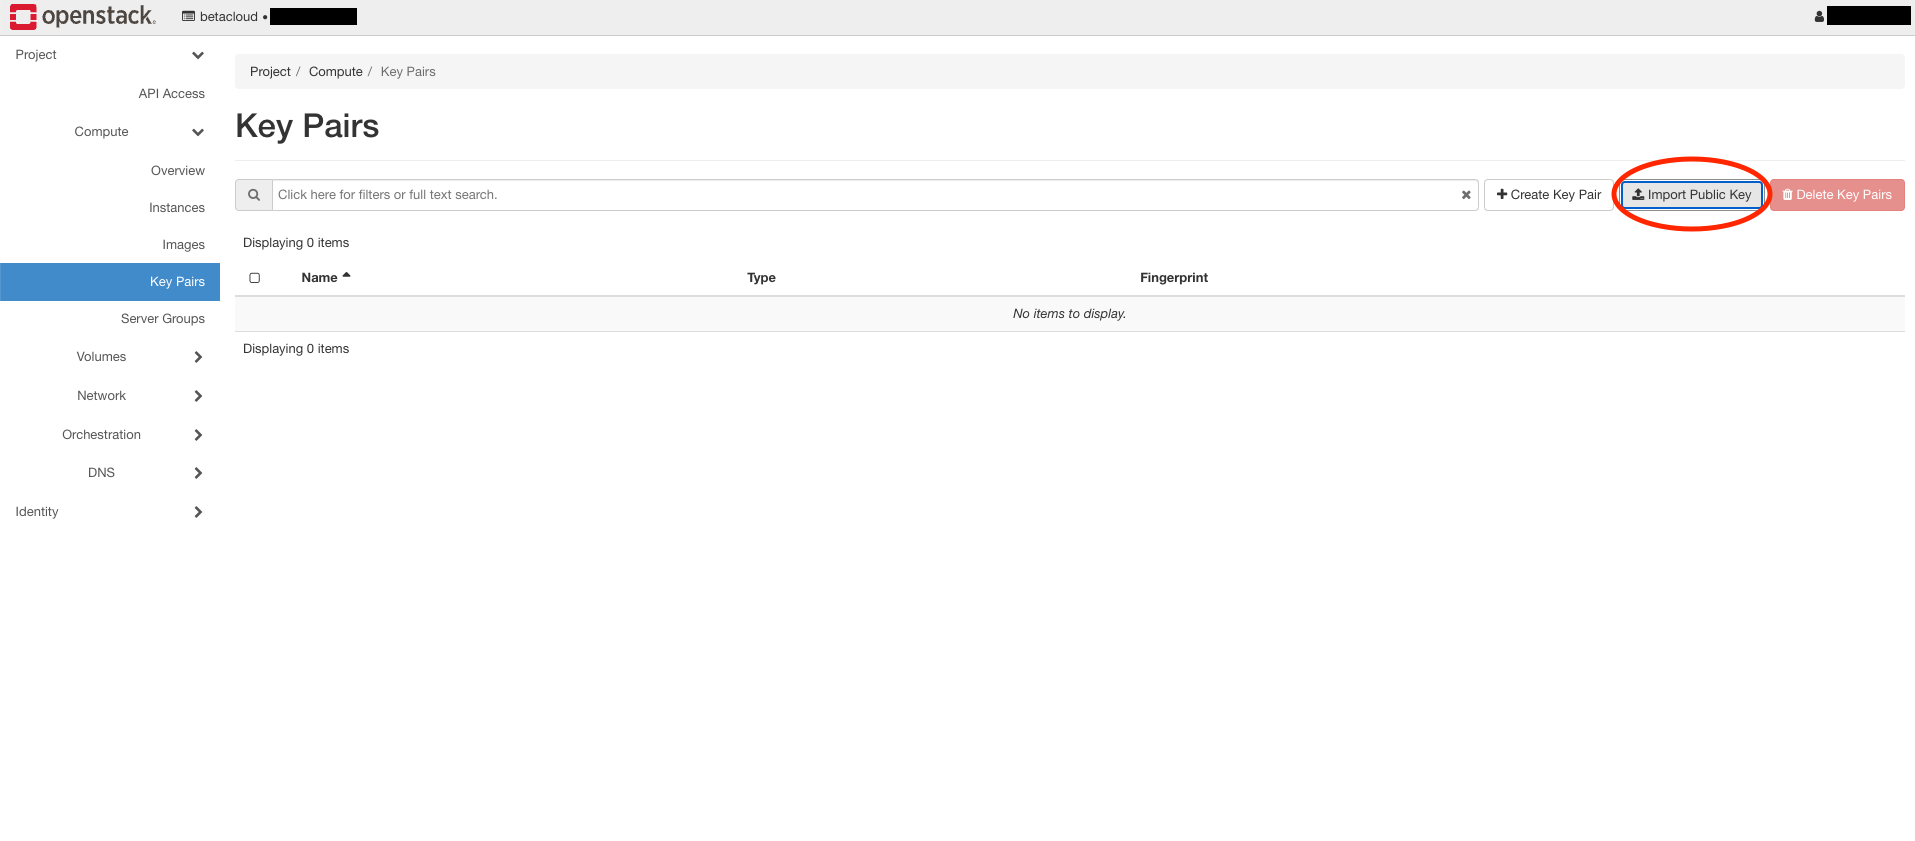 openstack. betacloud •
Project
API Access
Compute
Overview
Instances
Images
Key Pairs
Server Groups
Volumes
Network
Orchestration
DNS
Identity
Project / Compute / Key Pairs
Key Pairs
Click here for filters or full text search. Create Key Pair Import Public Key Delete Key Pairs
Displaying 0 items
Name Type Fingerprint
No items to display.
Displaying 0 items